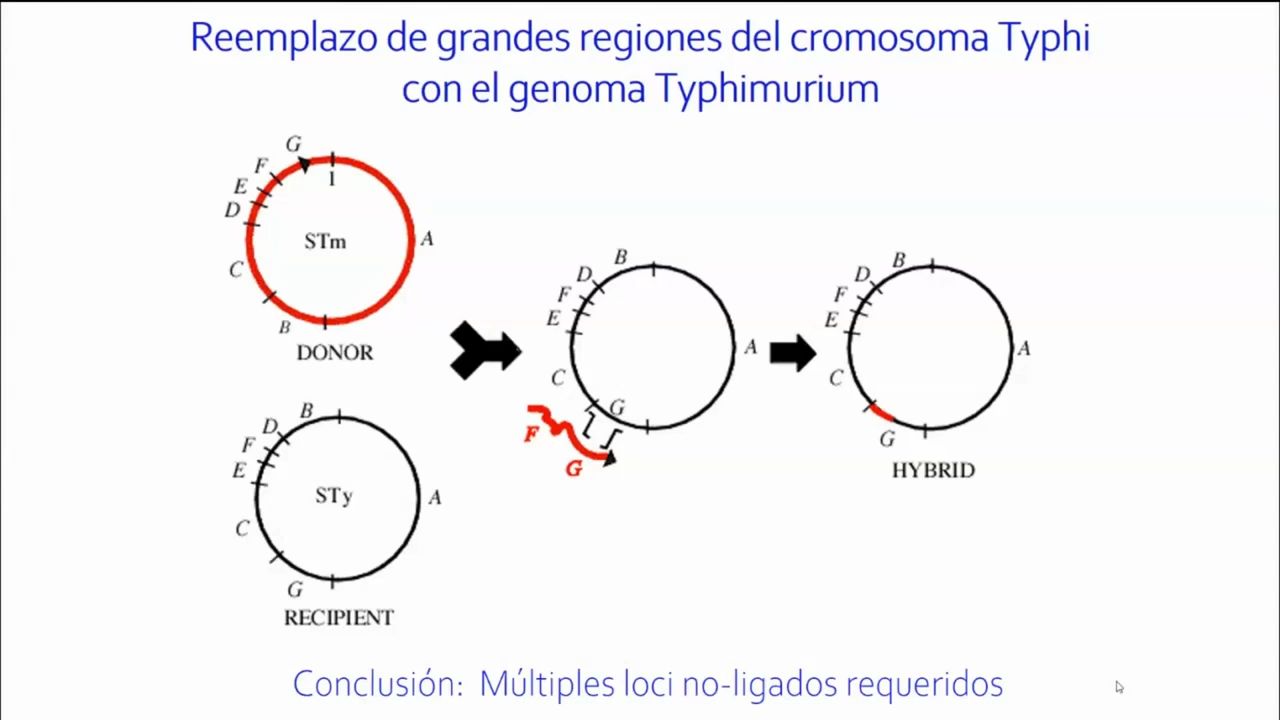 Reemplazo de grandes regiones del cromosoma Typhi
con el genoma Typhimurium
G
F
E
D
C
B
A
I
STm
DONOR
B
D
F
E
C
G
A
STy
RECIPIENT
B
D
F
E
C
G
A
F
G
B
D
F
E
C
G
A
HYBRID
Conclusión: Múltiples loci no-ligados requeridos